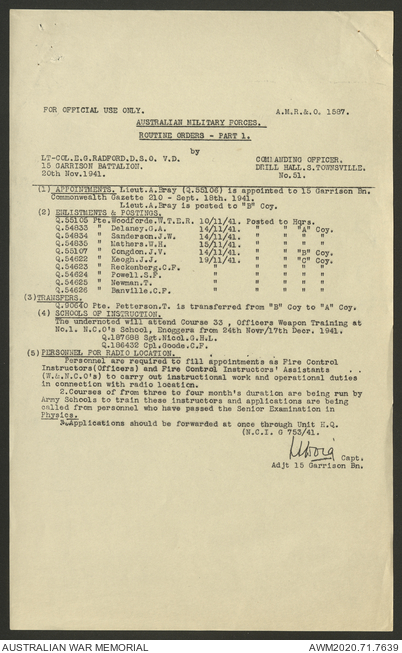 FOR OFFICIAL USE ONLY. A.M.R.&.O. 1587.
AUSTRALIAN MILITARY FORCES.
ROUTINE ORDERS - PART 1.
by
LT-COL.E.G.RADFORD.D.S.O. V.D. COMMANDING OFFICER.
15 GARRISON BATTALION. DRILL HALL.S.TOWNSVILLE.
20th Nov.1941. No.51.
(1) APPOINTMENTS. Lieut.A.Bray (Q.55106) is appointed to 15 Garrison Bn.
Commonwealth Gazette 210 - Sept. 18th. 1941.
Lieut.A.Bray is posted to "B" Coy.
(2) ENLISTMENTS & POSTINGS.
Q.55105 Pte.Woodforde.W.T.E.R. 10/11/41. Posted to Hqrs.
Q.54833 " Delaney.G.A. 14/11/41. " " "A" Coy.
Q.54834 " Sanderson.J.W. 14/11/41. " " " "
Q.54835 " Mathers.W.H. 15/11/41. " " " "
Q.55107 " Congdon.J.V. 14/11/41. " " "B" Coy.
Q.54622 " Keogh.J.J. 19/11/41. " " "C" Coy.
Q.54623 " Reckenberg.C.F. " " " " "
Q.54624 " Powell.S.F. " " " " "
Q.54625 " Newman.T. " " " " "
Q.54626 " Banville.C.F. " " " " "
(3)TRANSFERS.
Q.90640 Pte. Petterson.T. is transferred from "B" Coy to "A" Coy.
(4) SCHOOLS OF INSTRUCTION.
The undernoted will attend Course 33 , Officers Weapon Training at
No.1. N.C.O's School, Enoggera from 24th Novr/17th Decr. 1941.
Q.187688 Sgt.Nicol.G.H.L.
Q.186432 Cpl.Goode.C.F.
(5) PERSONNEL FOR RADIO LOCATION.
Personnel are required to fill appointments as Fire Control
Instructors(Officers) and Fire Control Instructors' Assistants
(W.&.N.C.O's) to carry out instructional work and operational duties
in connection with radio location.
2.Courses of from three to four month's duration are being run by
Army Schools to train these instructors and applications are being
called from personnel who have passed the Senior Examination in
Physics.
3.Applications should be forwarded at once through Unit H.Q.
(N.C.I. G 753/41.
Capt.
Adjt 15 Garrison Bn.
AUSTRALIAN WAR MEMORIAL AWM2020.71.7639